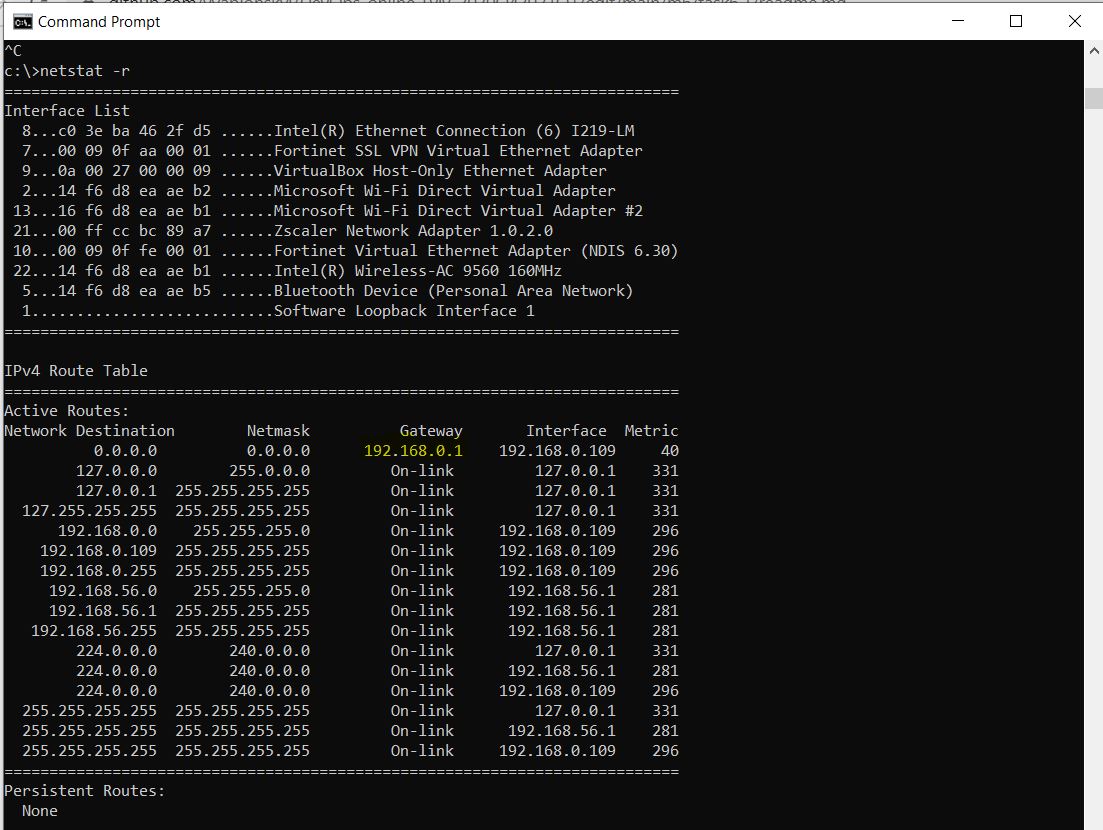 Command Prompt
^C
c:\>netstat -r
===========================================================================
Interface List
  8...c0 3e ba 46 2f d5 ......Intel(R) Ethernet Connection (6) I219-LM
  7...00 09 0f aa 00 01 ......Fortinet SSL VPN Virtual Ethernet Adapter
  9...0a 00 27 00 00 09 ......VirtualBox Host-Only Ethernet Adapter
  2...14 f6 d8 ea ae b2 ......Microsoft Wi-Fi Direct Virtual Adapter
 13...16 f6 d8 ea ae b1 ......Microsoft Wi-Fi Direct Virtual Adapter #2
 21...00 ff cc bc 89 a7 ......Zscaler Network Adapter 1.0.2.0
 10...00 09 0f fe 00 01 ......Fortinet Virtual Ethernet Adapter (NDIS 6.30)
 22...14 f6 d8 ea ae b1 ......Intel(R) Wireless-AC 9560 160MHz
  5...14 f6 d8 ea ae b5 ......Bluetooth Device (Personal Area Network)
  1...........................Software Loopback Interface 1
===========================================================================
IPv4 Route Table
===========================================================================
Active Routes:
Network Destination        Netmask          Gateway       Interface  Metric
          0.0.0.0          0.0.0.0      192.168.0.1    192.168.0.109     40
        127.0.0.0        255.0.0.0         On-link         127.0.0.1    331
        127.0.0.1  255.255.255.255         On-link         127.0.0.1    331
  127.255.255.255  255.255.255.255         On-link         127.0.0.1    331
      192.168.0.0    255.255.255.0         On-link     192.168.0.109    296
    192.168.0.109  255.255.255.255         On-link     192.168.0.109    296
    192.168.0.255  255.255.255.255         On-link     192.168.0.109    296
     192.168.56.0    255.255.255.0         On-link      192.168.56.1    281
     192.168.56.1  255.255.255.255         On-link      192.168.56.1    281
   192.168.56.255  255.255.255.255         On-link      192.168.56.1    281
        224.0.0.0        240.0.0.0         On-link         127.0.0.1    331
        224.0.0.0        240.0.0.0         On-link      192.168.56.1    281
        224.0.0.0        240.0.0.0         On-link     192.168.0.109    296
  255.255.255.255  255.255.255.255         On-link         127.0.0.1    331
  255.255.255.255  255.255.255.255         On-link      192.168.56.1    281
  255.255.255.255  255.255.255.255         On-link     192.168.0.109    296
===========================================================================
Persistent Routes:
  None